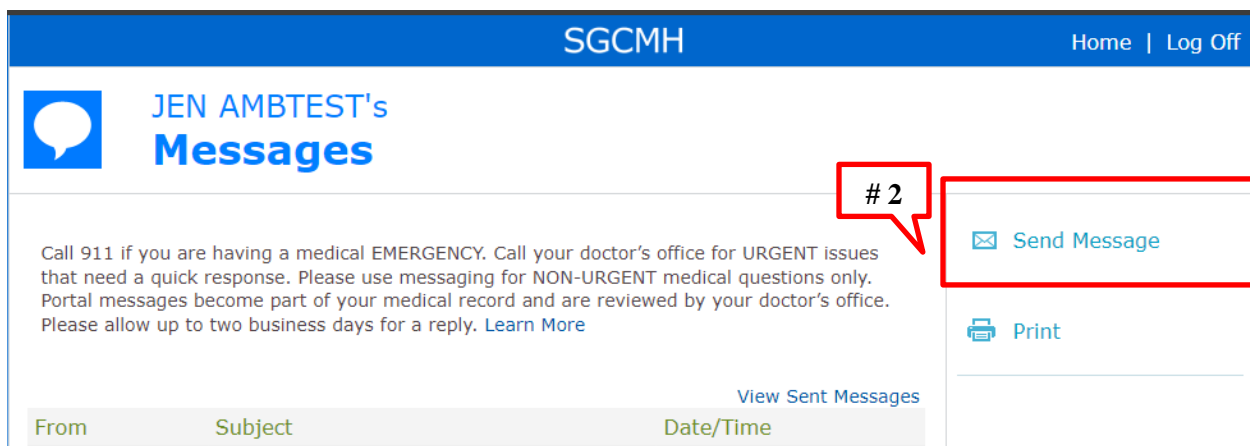 SGCMH
Home | Log Off
JEN AMBTEST's
Messages
# 2
Send Message
Call 911 if you are having a medical EMERGENCY. Call your doctor’s office for URGENT issues
that need a quick response. Please use messaging for NON-URGENT medical questions only.
Portal messages become part of your medical record and are reviewed by your doctor’s office.
Please allow up to two business days for a reply. Learn More
Print
View Sent Messages
From Subject Date/Time